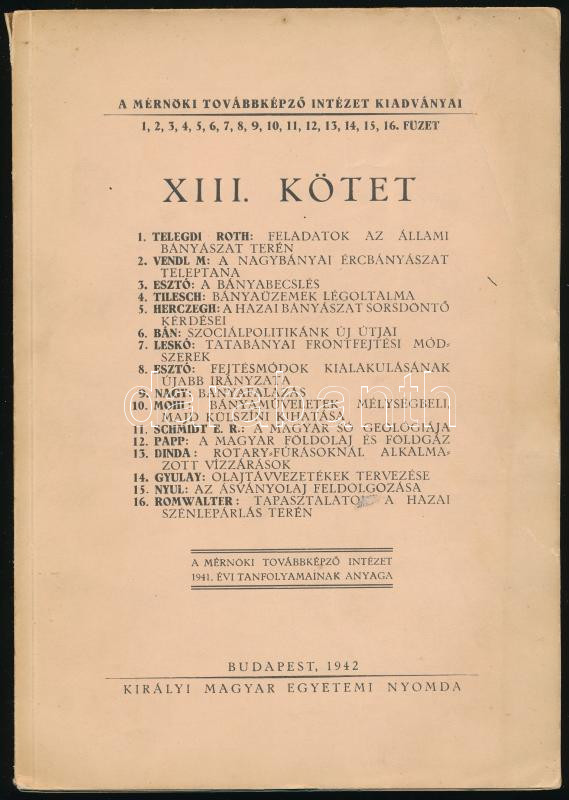 A MÉRNÖKI TOVÁBBKÉPZŐ INTÉZET KIADVÁNYAI
1, 2, 3, 4, 5, 6, 7, 8, 9, 10, 11, 12, 13, 14, 15, 16. FÜZET
XIII. KÖTET
1. TELEGDI ROTH: FELADATOK AZ ÁLLAMI
BÁNYÁSZAT TERÉN
2. VENDL M: A NAGYBÁNYAI ÉRCBÁNYÁSZAT
TELEPTANA
3. ESZTÓ: A BÁNYABECSLÉS
4. TILESCH: BÁNYAÜZEMEK LÉGOLTALMA
5. HERCZEGH: A HAZAI BÁNYÁSZAT SORSDÖNTŐ
KÉRDÉSEI
6. BÁN: SZOCIÁLPOLITIKÁNK ÚJ ÚTJAI
7. LESKÓ: TATABÁNYAI FRONTFEJTÉSI MÓD-
SZEREK
8. ESZTÓ: FEJTÉSMÓDOK KIALAKULÁSÁNAK
ÚJABB IRÁNYZATA
9. NAGY: BÁNYAFALAZÁS
10. MOHI: BÁNYAMŰVELETEK MÉLYSÉGBELI,
MAJD KÜLSZÍNI KIHATÁSA
11. SCHMIDT E. R.: A MAGYAR SÓ GEOLÓGIÁJA
12. PAPP: A MAGYAR FÖLDOLAJ ÉS FÖLDGÁZ
13. DINDA: ROTARY-FÚRÁSOKNÁL ALKALMA-
ZOTT VÍZZÁRÁSOK
14. GYULAY: OLAJTÁVVEZETÉKEK TERVEZÉSE
15. NYUL: AZ ÁSVÁNYOLAJ FELDOLGOZÁSA
16. ROMWALTER: TAPASZTALATOK A HAZAI
SZÉNLEPÁRLÁS TERÉN
A MÉRNÖKI TOVÁBBKÉPZŐ INTÉZET
1941. ÉVI TANFOLYAMAINAK ANYAGA
BUDAPEST, 1942
KIRÁLYI MAGYAR EGYETEMI NYOMDA
darabanth